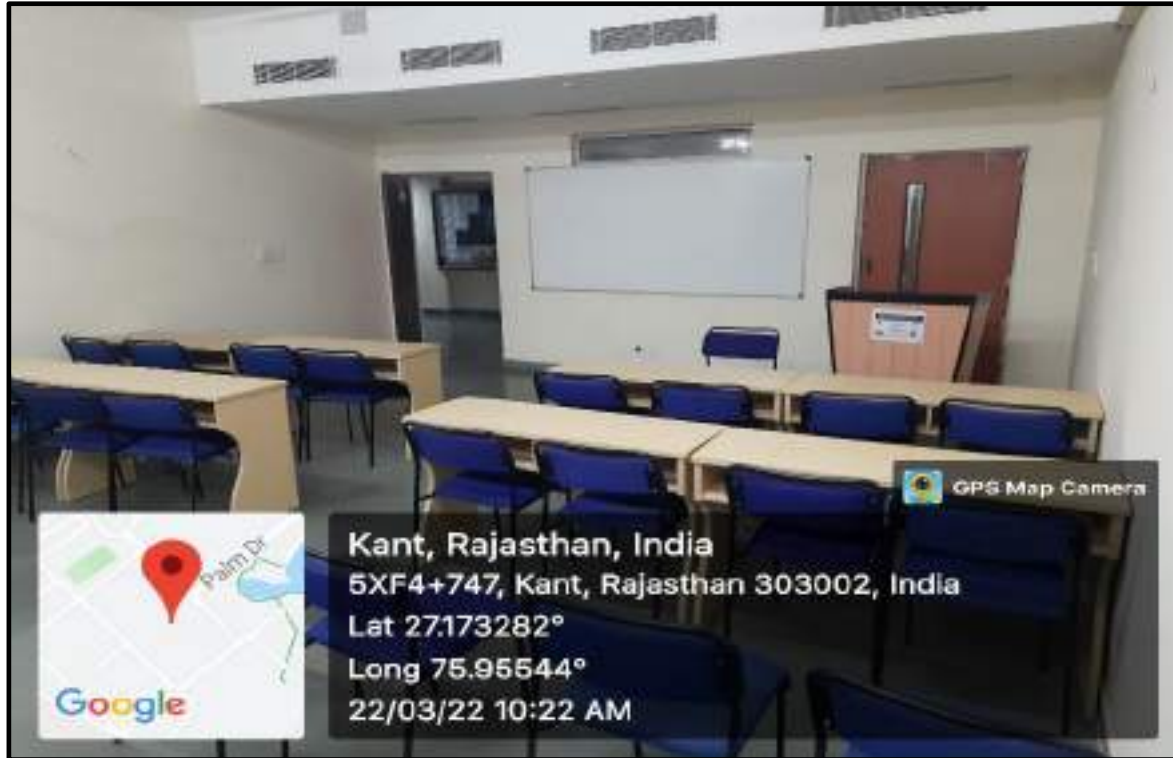 GPS Map Camera
Palm Dr
Google
Kant, Rajasthan, India
5XF4+747, Kant, Rajasthan 303002, India
Lat 27.173282°
Long 75.95544°
22/03/22 10:22 AM